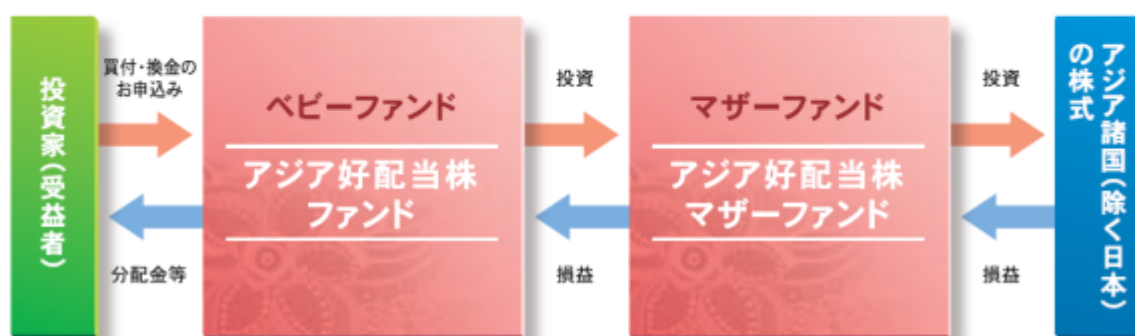 投資家（受益者）
買付・換金の
お申込み
分配金等
ベビーファンド
アジア好配当株
ファンド
投資
損益
マザーファンド
アジア好配当株
マザーファンド
投資
損益
アジア諸国（除く日本）
の株式